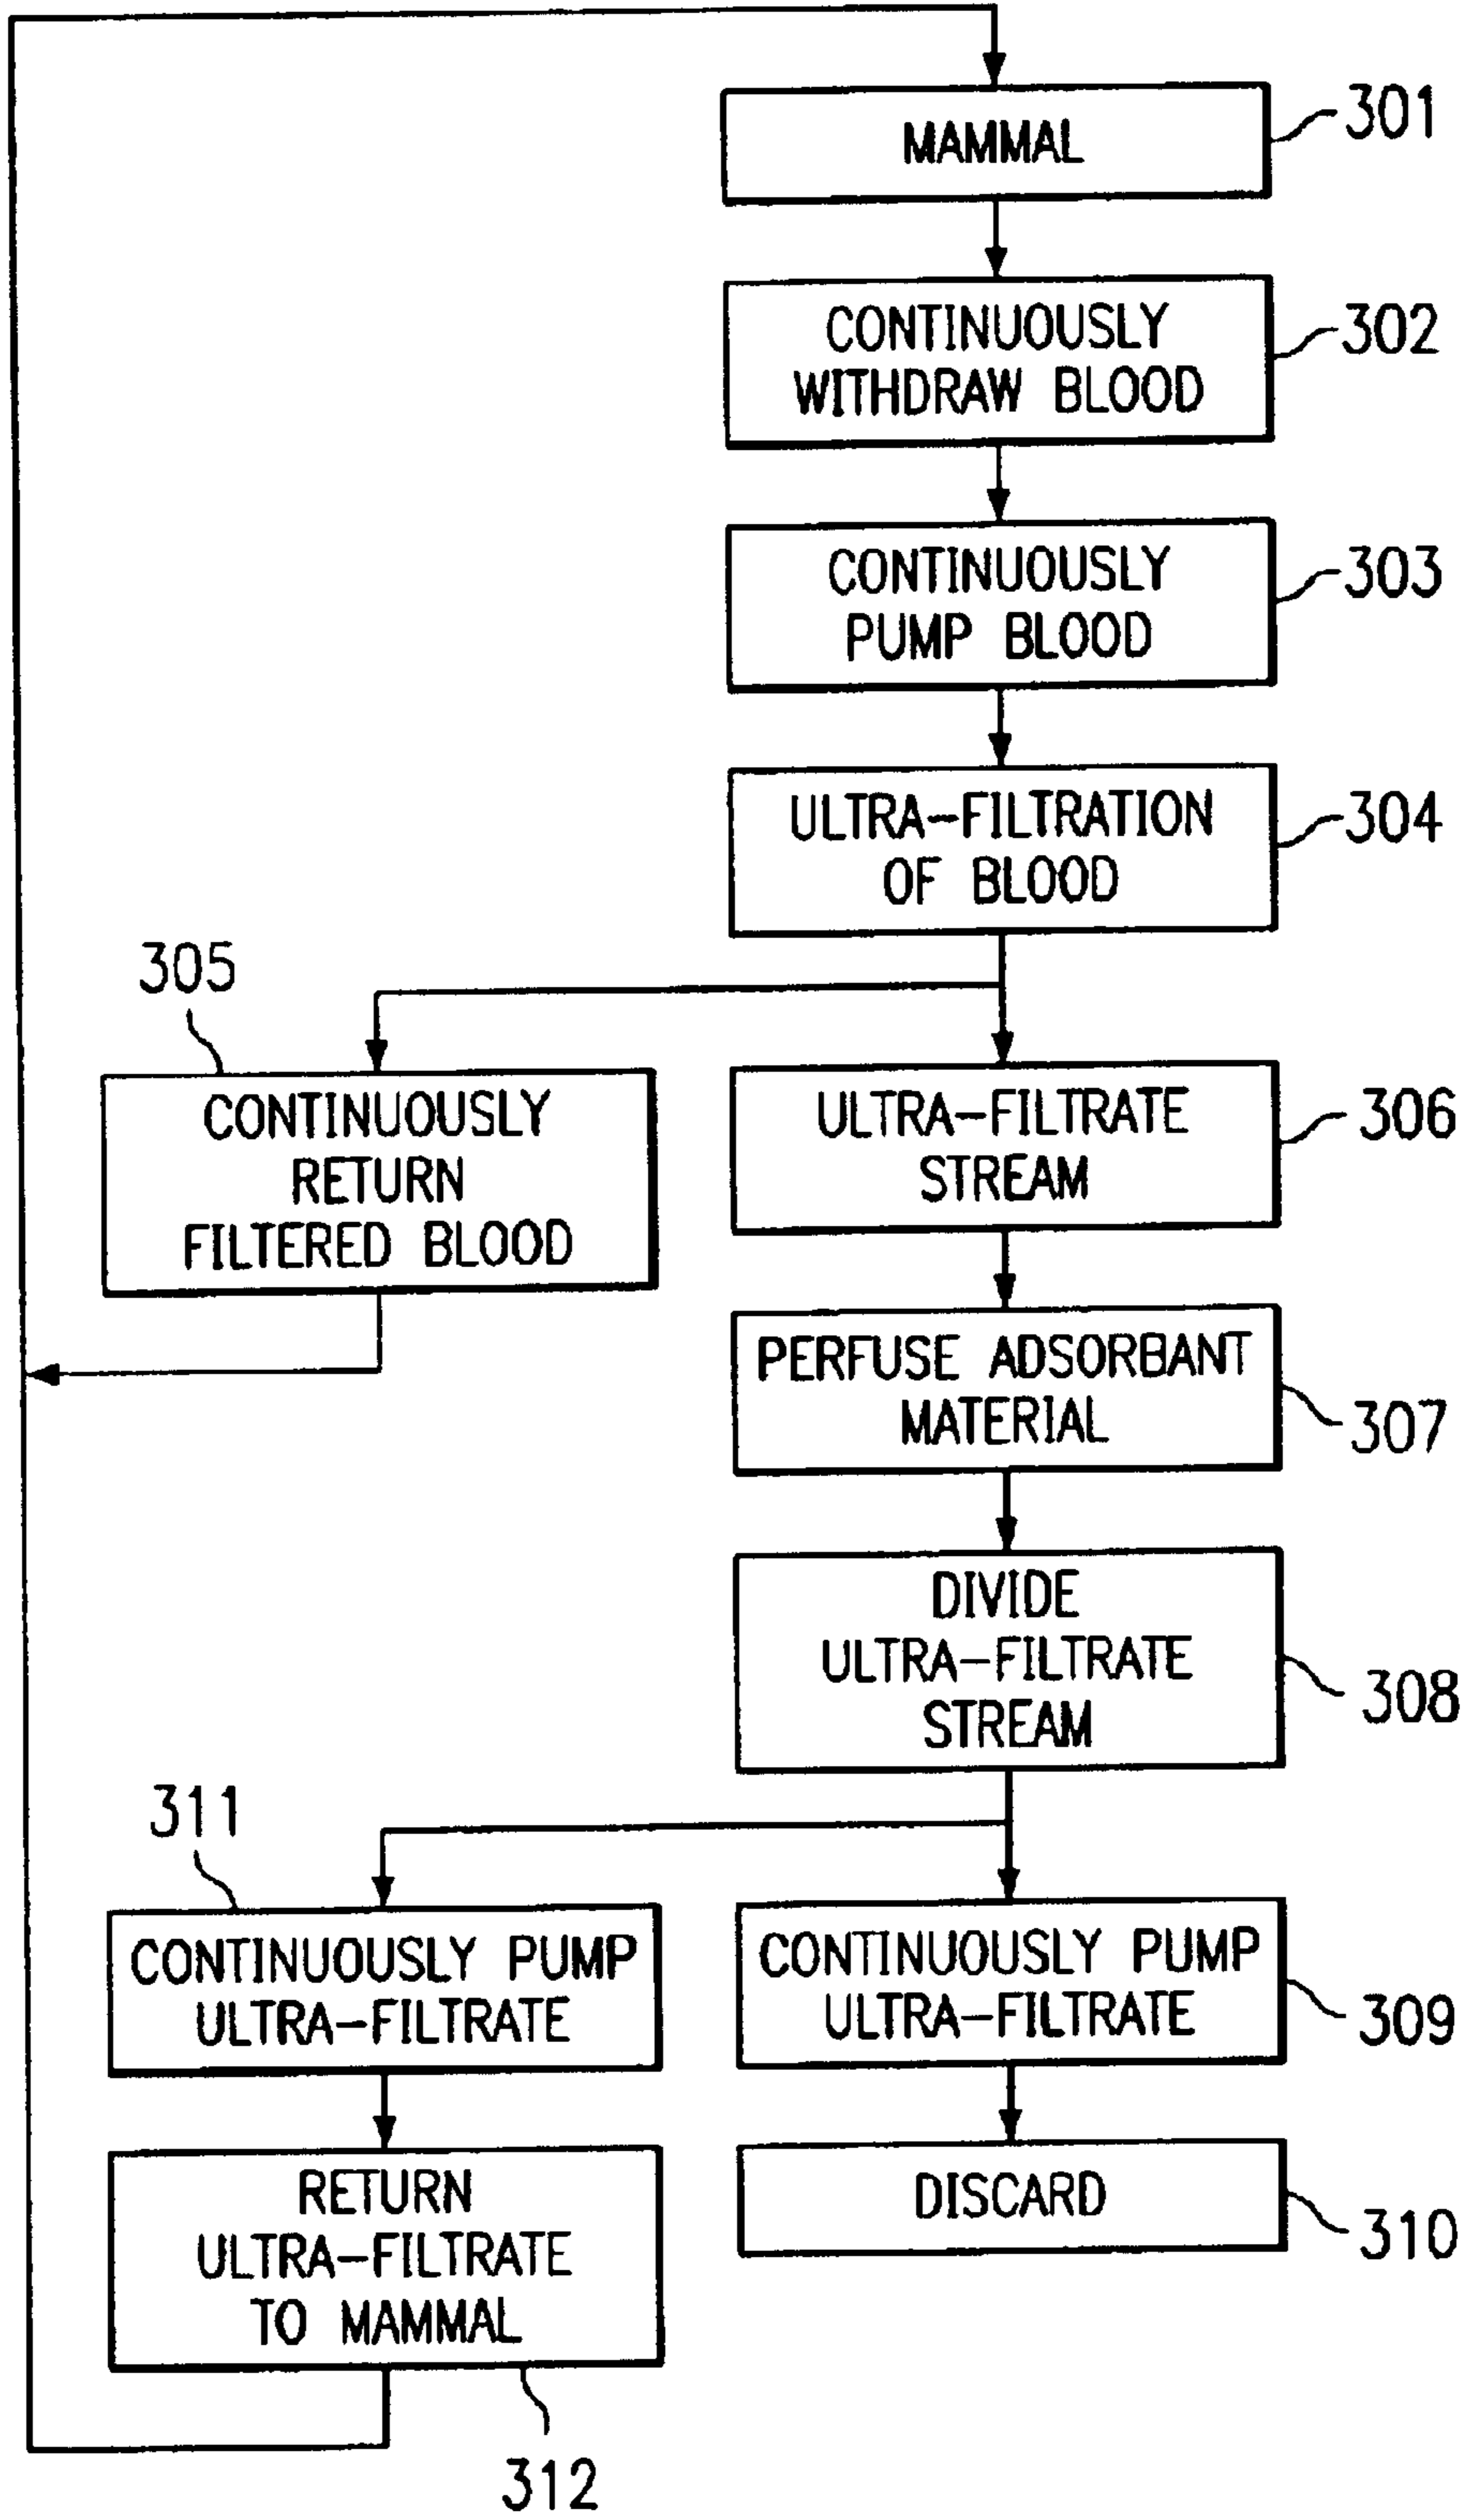 MAMMAL
301
CONTINUOUSLY
WITHDRAW BLOOD
302
CONTINUOUSLY
PUMP BLOOD
303
ULTRA-FILTRATION
OF BLOOD
304
305
CONTINUOUSLY
RETURN
FILTERED BLOOD
ULTRA-FILTRATE
STREAM
306
PERFUSE ADSORBANT
MATERIAL
307
DIVIDE
ULTRA-FILTRATE
STREAM
308
311
CONTINUOUSLY PUMP
ULTRA-FILTRATE
CONTINUOUSLY PUMP
ULTRA-FILTRATE
309
RETURN
ULTRA-FILTRATE
TO MAMMAL
312
DISCARD
310